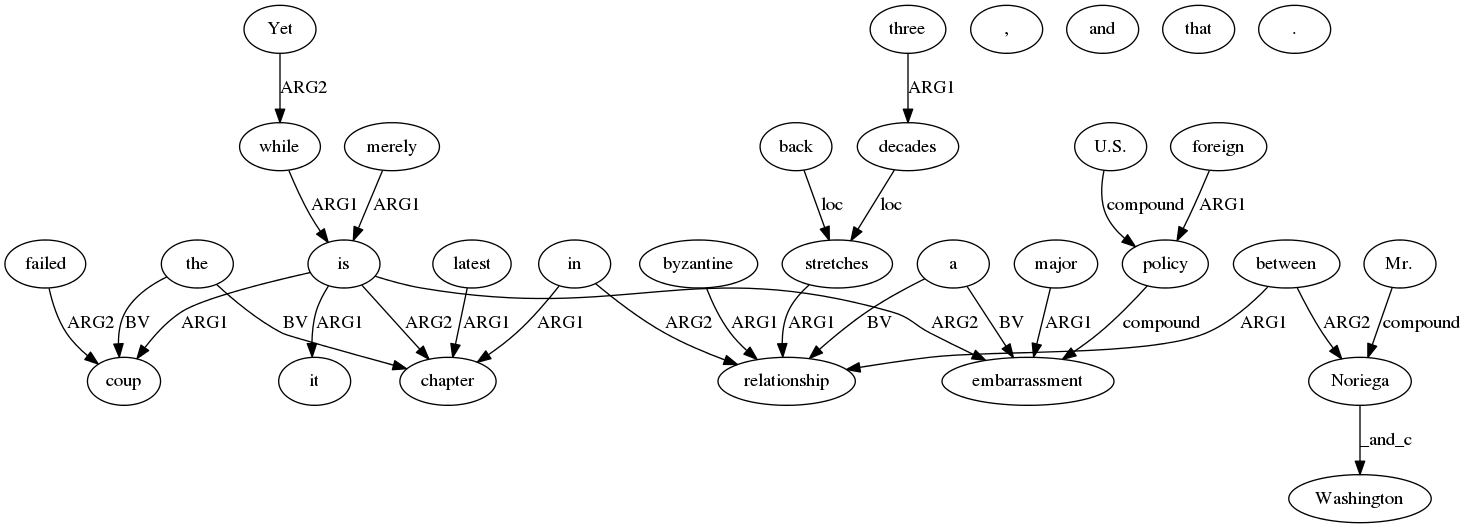 Yet three , and that .
ARG2 ARG1
while merely back decades U.S. foreign
ARG1 ARG1 loc loc compound ARG1
failed the is latest in byzantine stretches a major policy between Mr.
ARG2 BV ARG1 BV ARG1 ARG2 ARG1 ARG1 ARG2 ARG1 ARG1 BV ARG2 BV ARG1 compound ARG1 ARG2 compound
coup it chapter relationship embarrassment Noriega
_and_c
Washington